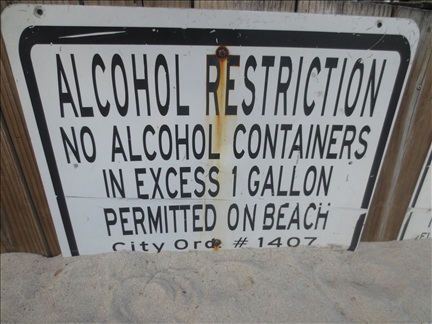 ALCOHOL RESTRICTION
NO ALCOHOL CONTAINERS
IN EXCESS 1 GALLON
PERMITTED ON BEACH
City Ord. # 1407